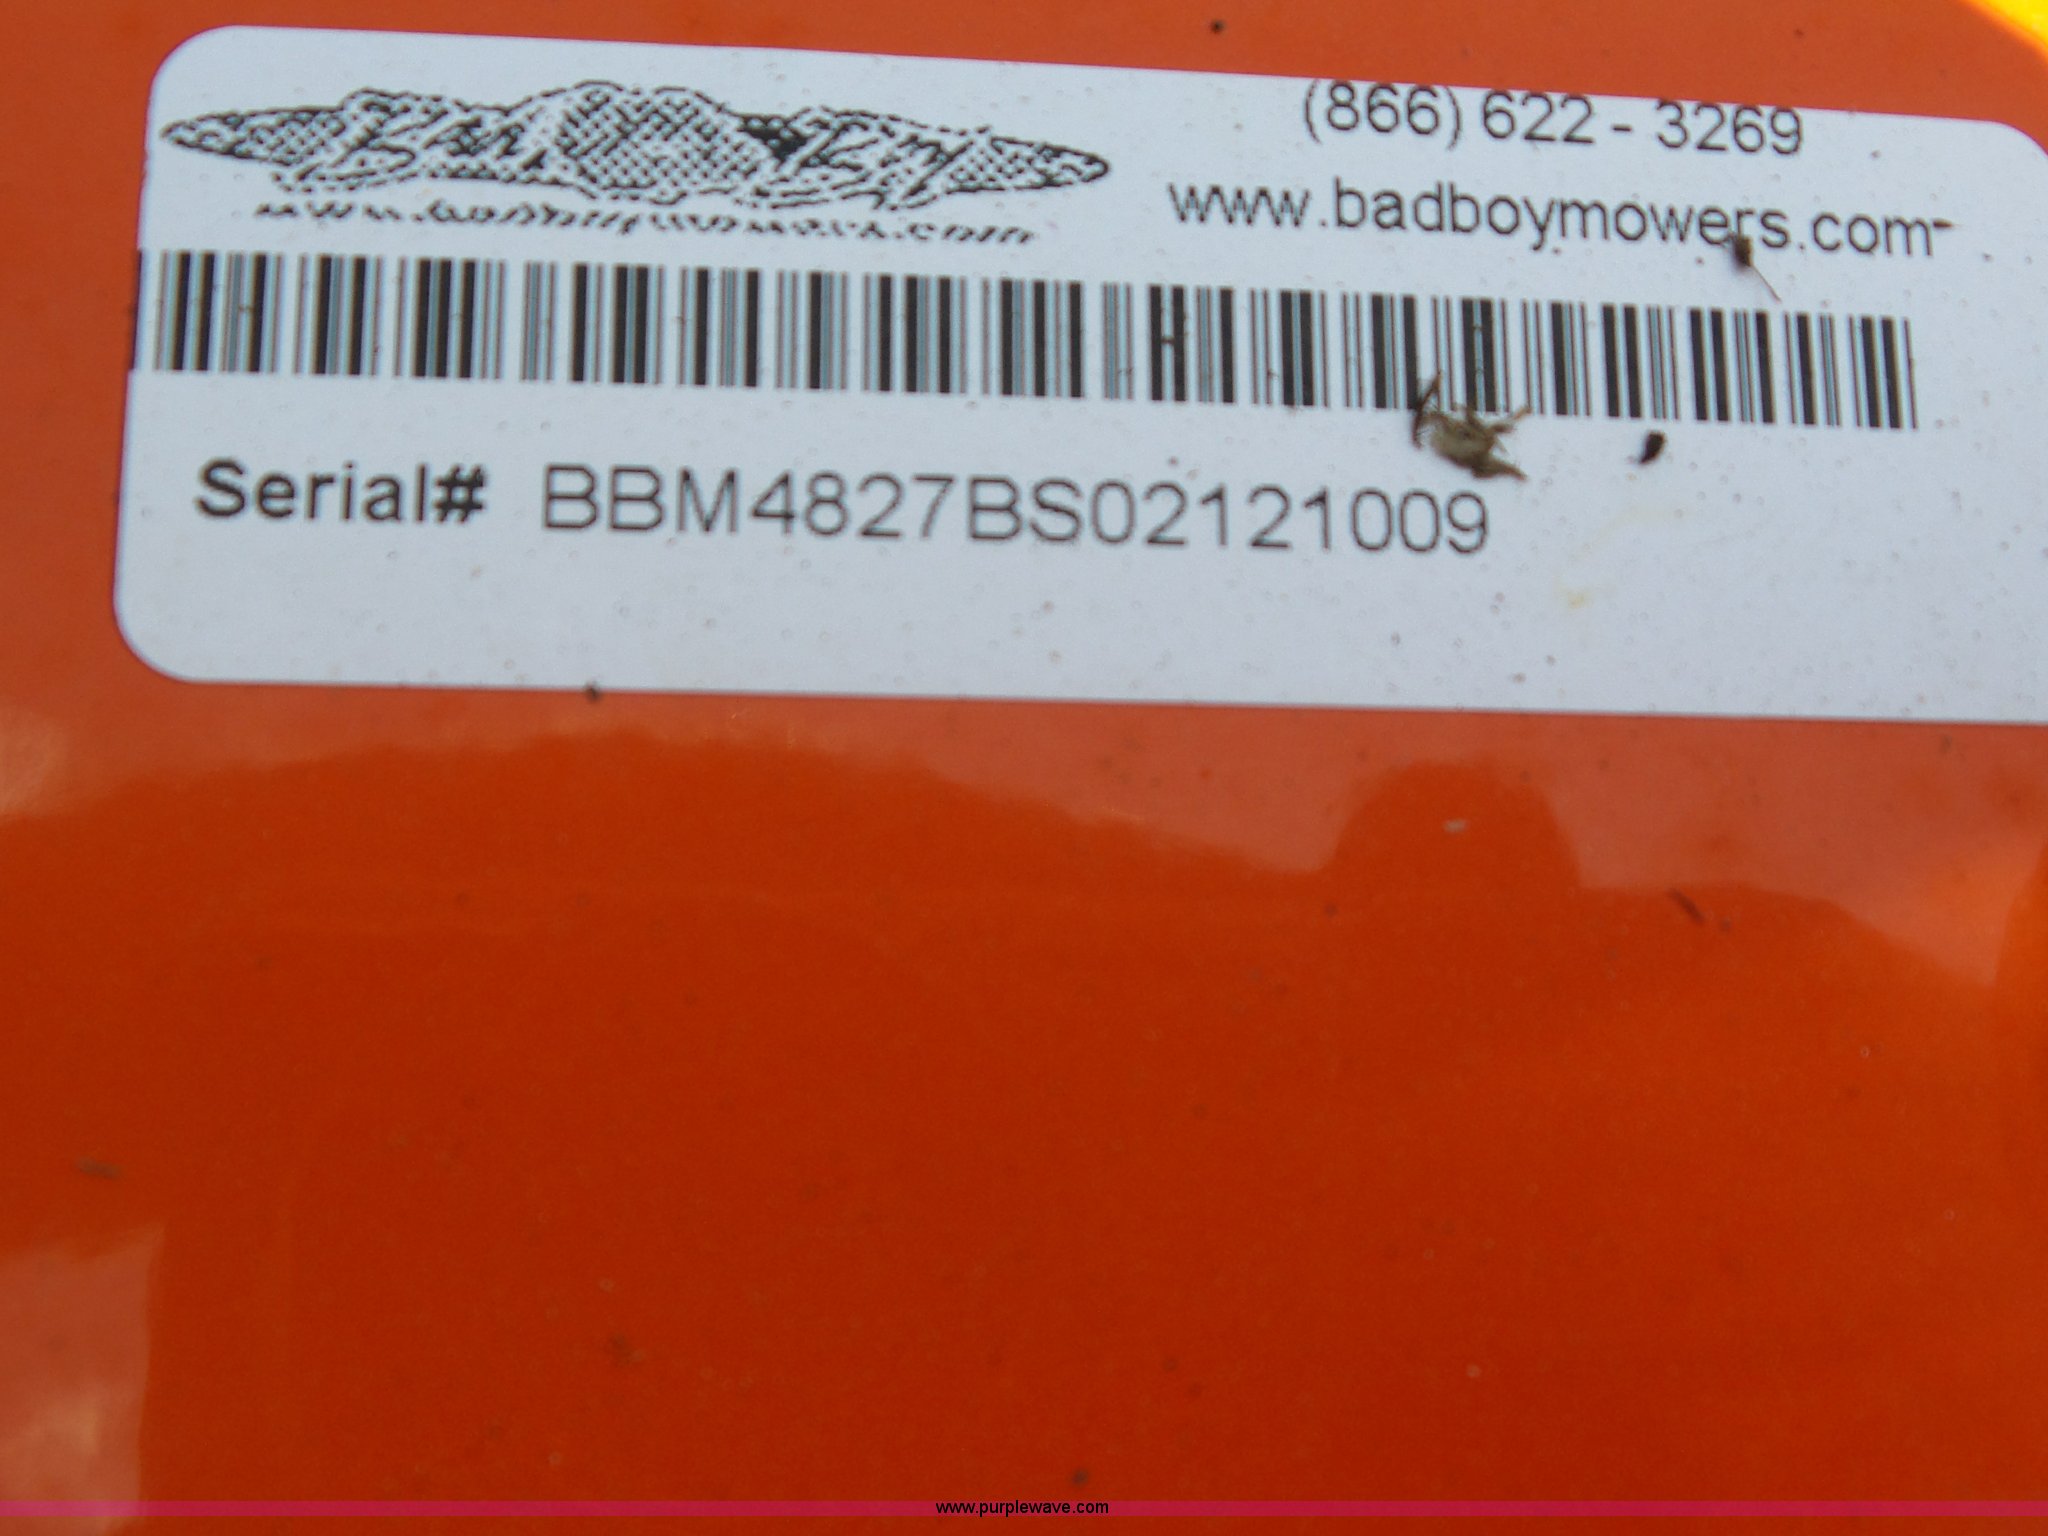 (866) 622 - 3269
www.badboymowers.com
Serial# BBM4827BS02121009
www.purplewave.com